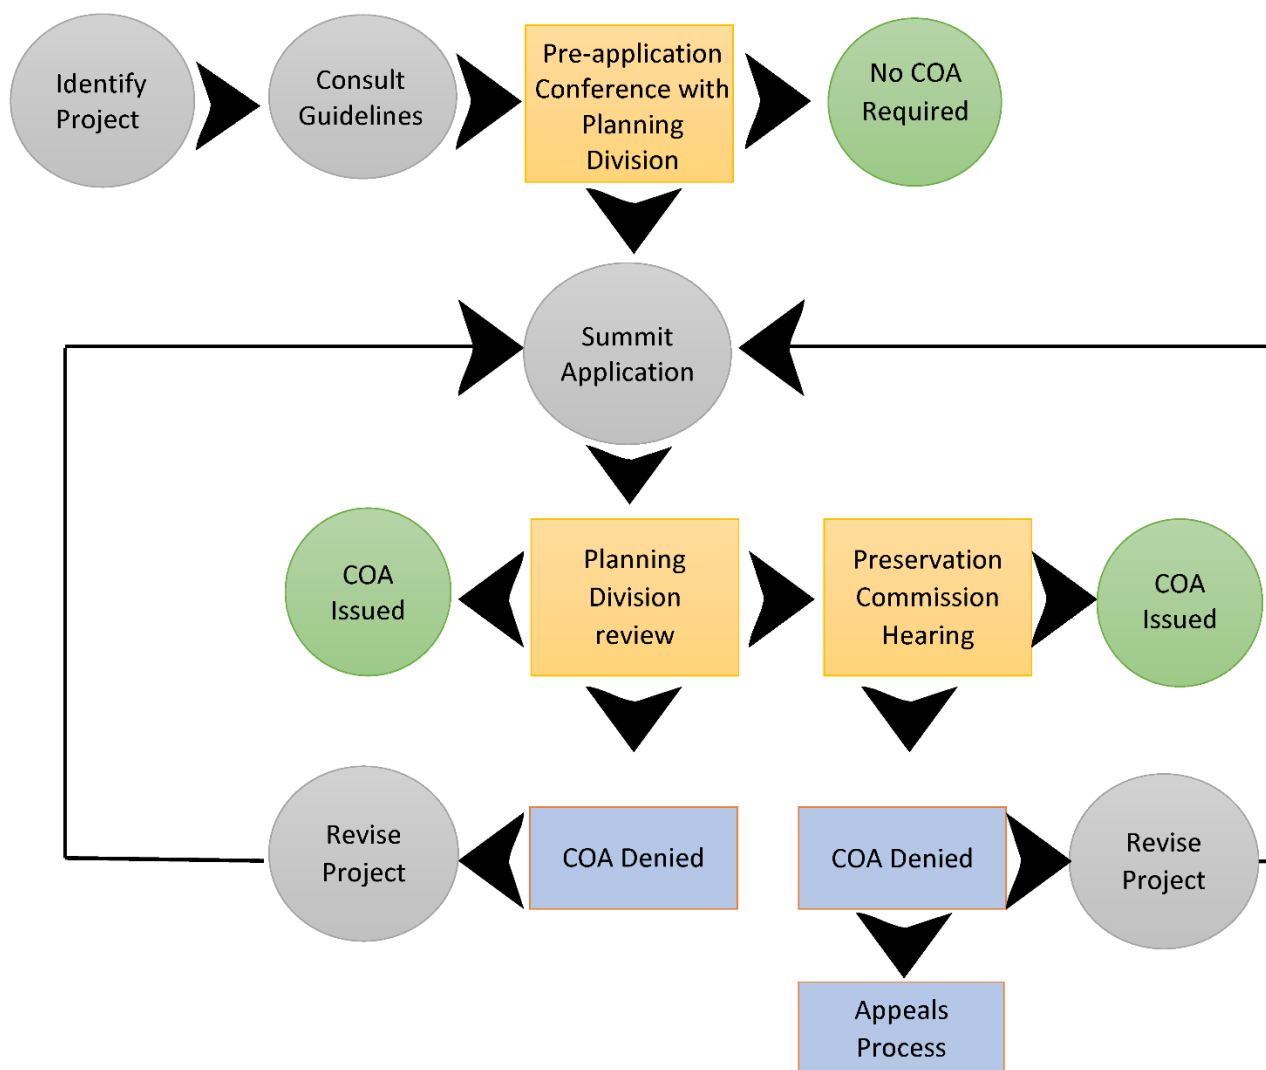 Identify
Project
Consult
Guidelines
Pre-application
Conference with
Planning
Division
No COA
Required
Summit
Application
COA
Issued
Planning
Division
review
Preservation
Commission
Hearing
COA
Issued
Revise
Project
COA Denied
COA Denied
Revise
Project
Appeals
Process